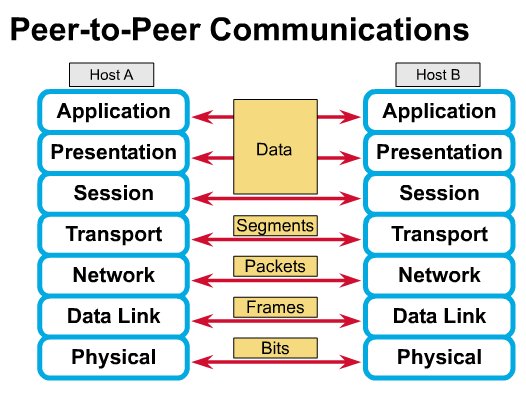 Peer-to-Peer Communications
Host A
Host B
Application
Application
Presentation
Data
Presentation
Session
Session
Transport
Segments
Transport
Network
Packets
Network
Data Link
Frames
Data Link
Physical
Bits
Physical